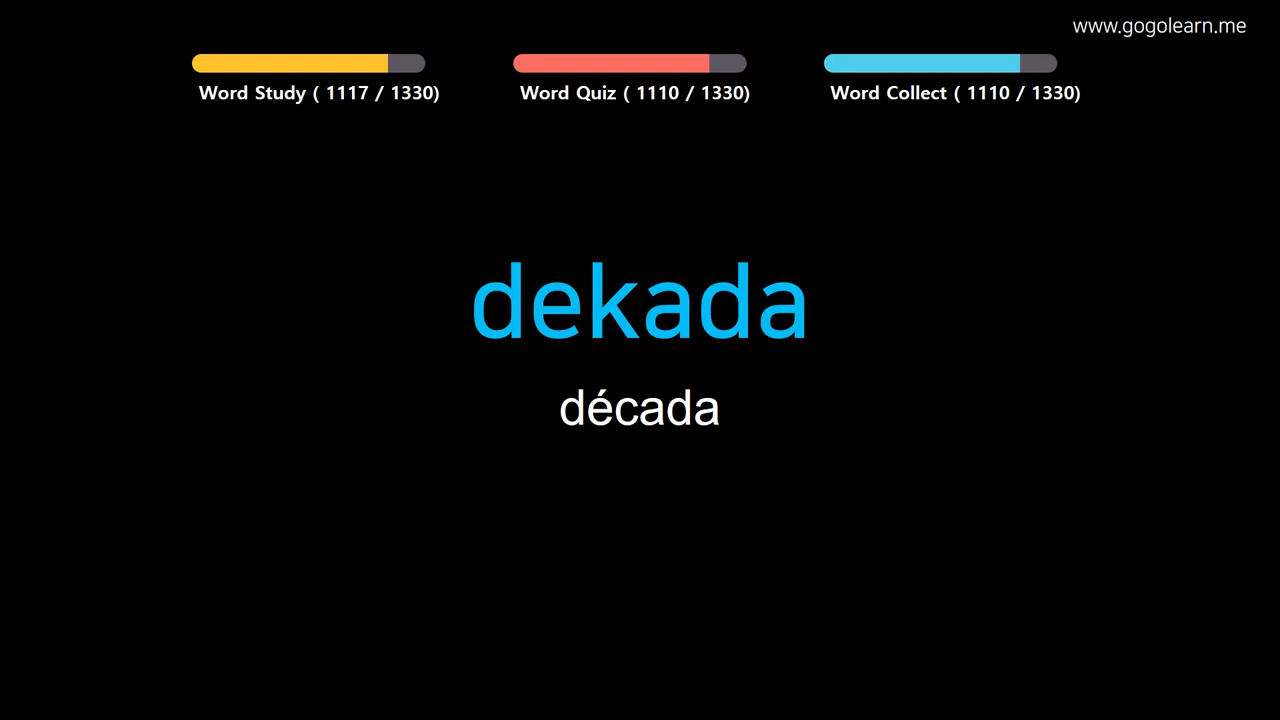 www.gogolearn.me
Word Study ( 1117 / 1330)
Word Quiz ( 1110 / 1330)
Word Collect ( 1110 / 1330)
dekada
década